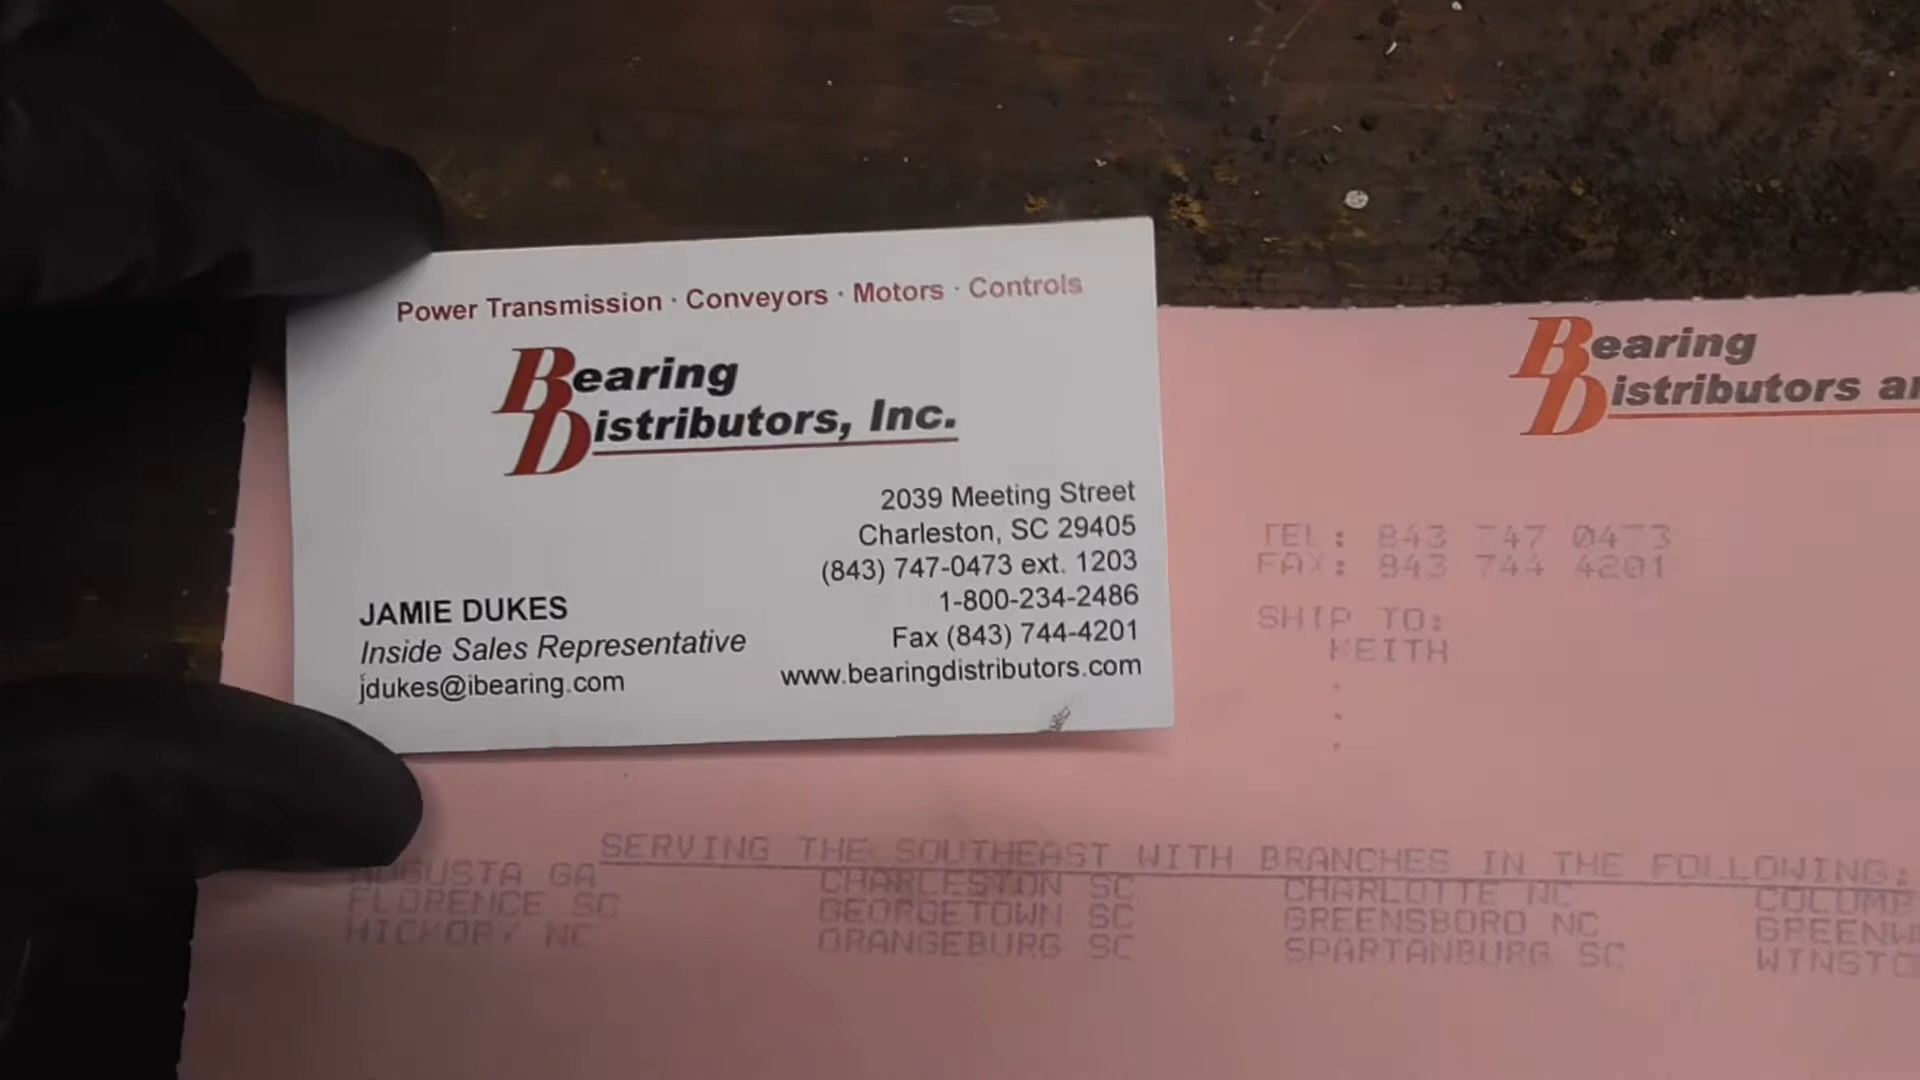 Power Transmission · Conveyors · Motors · Controls
Bearing
Distributors, Inc.
2039 Meeting Street
Charleston, SC 29405
(843) 747-0473 ext. 1203
1-800-234-2486
Fax (843) 744-4201
www.bearingdistributors.com
JAMIE DUKES
Inside Sales Representative
jdukes@ibearing.com
Bearing
Distributors
TEL: 843 747 0473
FAX: 843 744 4201
SHIP TO:
KEITH
.
.
.
SERVING THE SOUTHEAST WITH BRANCHES IN THE FOLLOWING:
AUGUSTA GA CHARLESTON SC CHARLOTTE NC
FLORENCE SC GEORGETOWN SC GREENSBORO NC
HICKORY NC ORANGEBURG SC SPARTANBURG SC